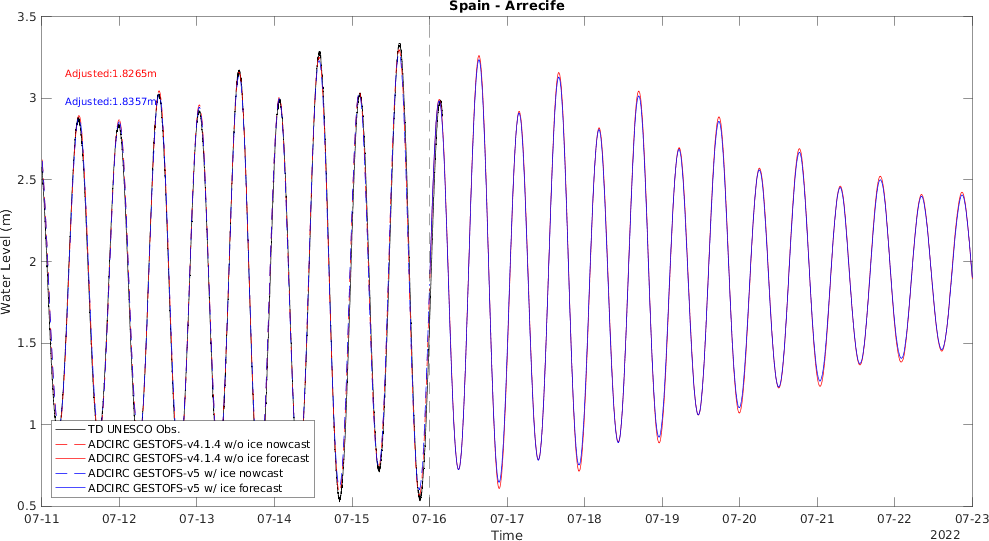 Spain - Arrecife
3.5
3
2.5
2
1.5
1
0.5
Water Level (m)
Adjusted:1.8265m
Adjusted:1.8357m
TD UNESCO Obs.
ADCIRC GESTOFS-v4.1.4 w/o ice nowcast
ADCIRC GESTOFS-v4.1.4 w/o ice forecast
ADCIRC GESTOFS-v5 w/ ice nowcast
ADCIRC GESTOFS-v5 w/ ice forecast
07-11 07-12 07-13 07-14 07-15 07-16 07-17 07-18 07-19 07-20 07-21 07-22 07-23
Time
2022